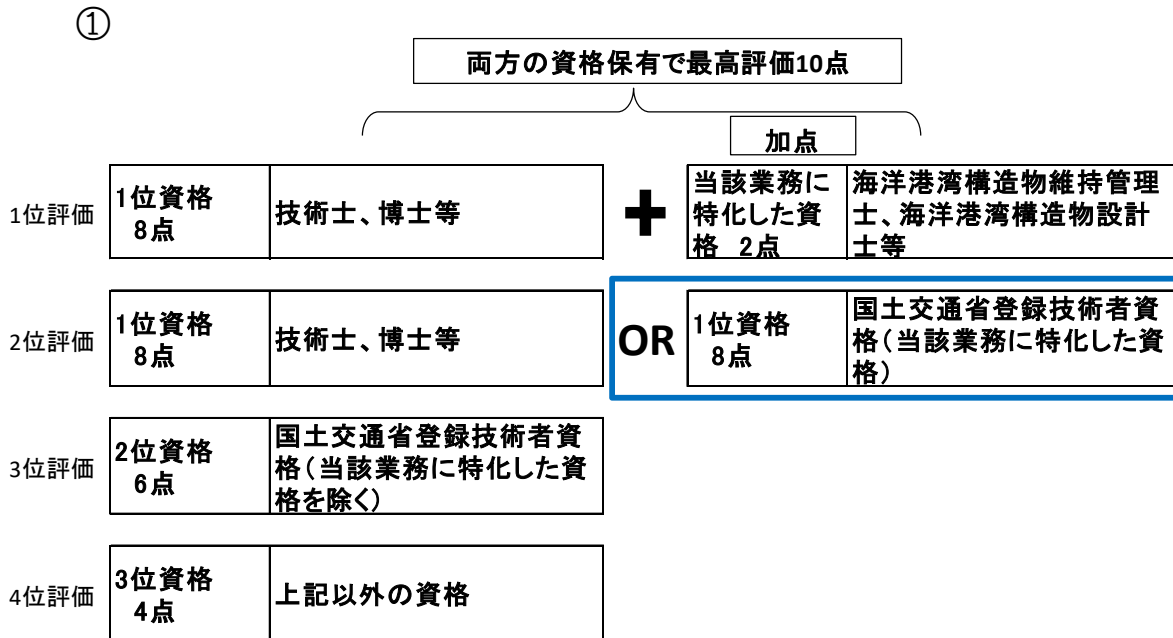 ①
両方の資格保有で最高評価10点
加点
1位評価
1位資格
8点
技術士、博士等
+
当該業務に
特化した資
格 2点
海洋港湾構造物維持管理
士、海洋港湾構造物設計
士等
2位評価
1位資格
8点
技術士、博士等
OR
1位資格
8点
国土交通省登録技術者資
格(当該業務に特化した資
格)
3位評価
2位資格
6点
国土交通省登録技術者資
格(当該業務に特化した資
格を除く)
4位評価
3位資格
4点
上記以外の資格